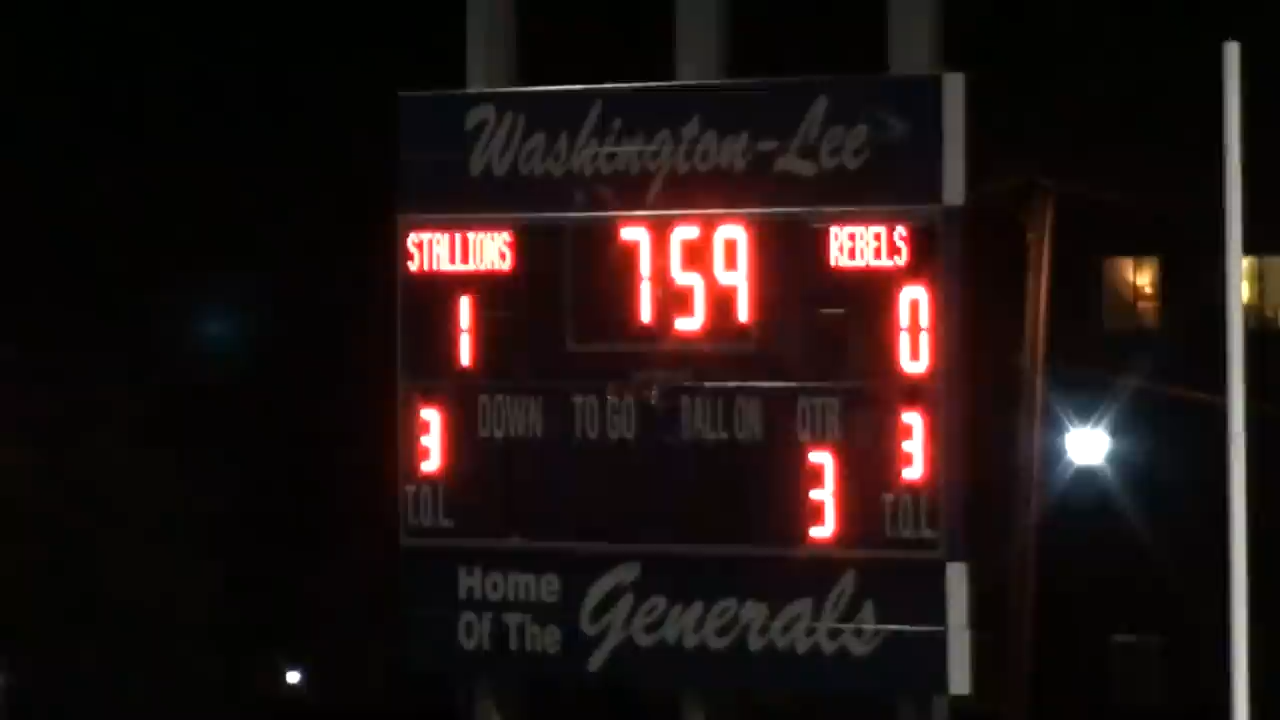 Washington-Lee
STALLIONS 759 REBELS
1 0
3 DOWN TO GO BALL ON QTR 3
T.O.L. 3 T.O.L.
Home Of The Generals